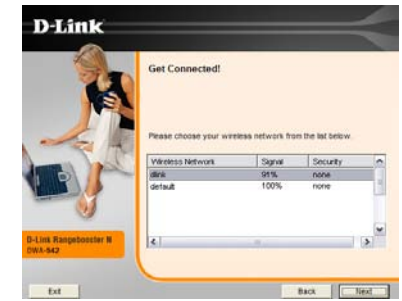 D-Link
Get Connected!
Please choose your wireless network from the list below.
Wireless Network Signal Security
dlink 91% none
default 100% none
D-Link Rangebooster N
DWA-642
Exit Back Next